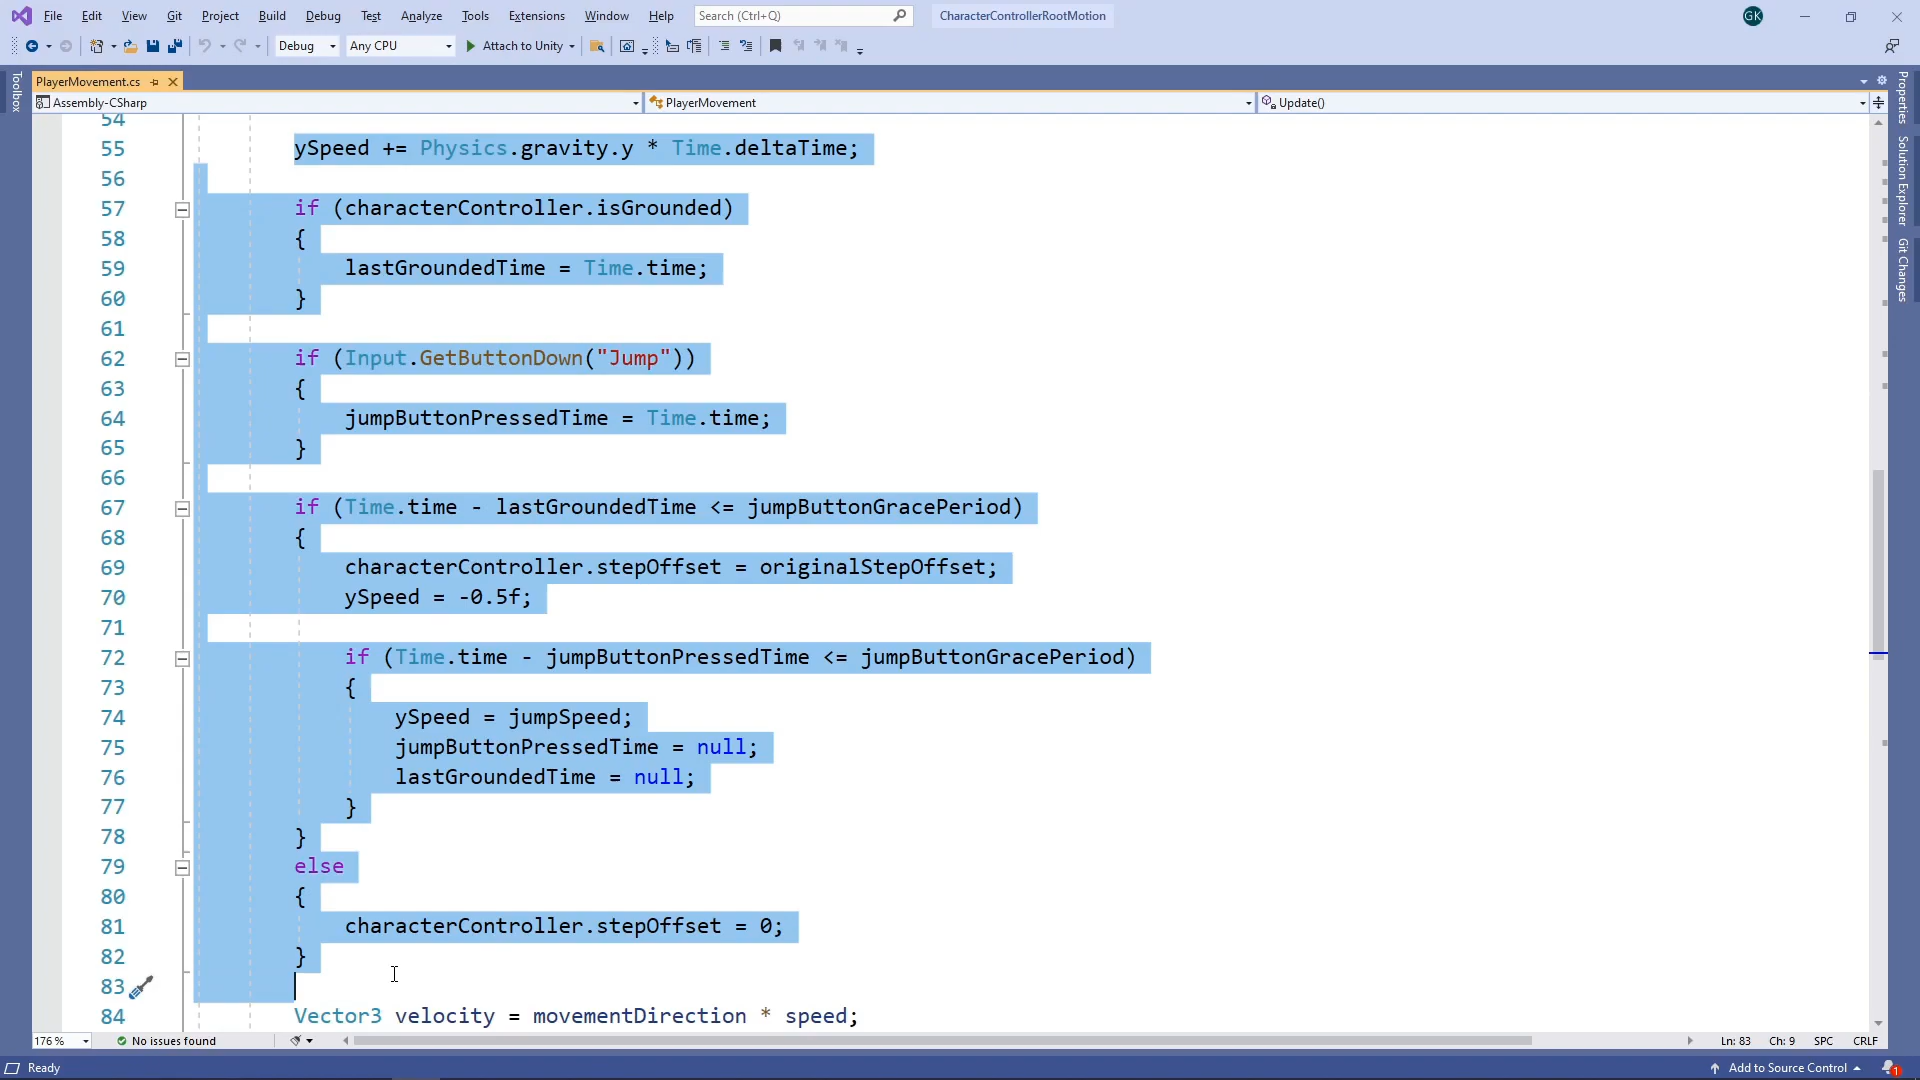 File Edit View Git Project Build Debug Test Analyze Tools Extensions Window Help Search (Ctrl+Q) CharacterControllerRootMotion GK
Debug Any CPU Attach to Unity
PlayerMovement.cs
Assembly-CSharp PlayerMovement Update()
Toolbox
Properties
Solution Explorer
Git Changes
54
55 ySpeed += Physics.gravity.y * Time.deltaTime;
56
57 if (characterController.isGrounded)
58 {
59 lastGroundedTime = Time.time;
60 }
61
62 if (Input.GetButtonDown("Jump"))
63 {
64 jumpButtonPressedTime = Time.time;
65 }
66
67 if (Time.time - lastGroundedTime <= jumpButtonGracePeriod)
68 {
69 characterController.stepOffset = originalStepOffset;
70 ySpeed = -0.5f;
71
72 if (Time.time - jumpButtonPressedTime <= jumpButtonGracePeriod)
73 {
74 ySpeed = jumpSpeed;
75 jumpButtonPressedTime = null;
76 lastGroundedTime = null;
77 }
78 }
79 else
80 {
81 characterController.stepOffset = 0;
82 }
83
84 Vector3 velocity = movementDirection * speed;
176 % No issues found Ln: 83 Ch: 9 SPC CRLF
Ready Add to Source Control 1